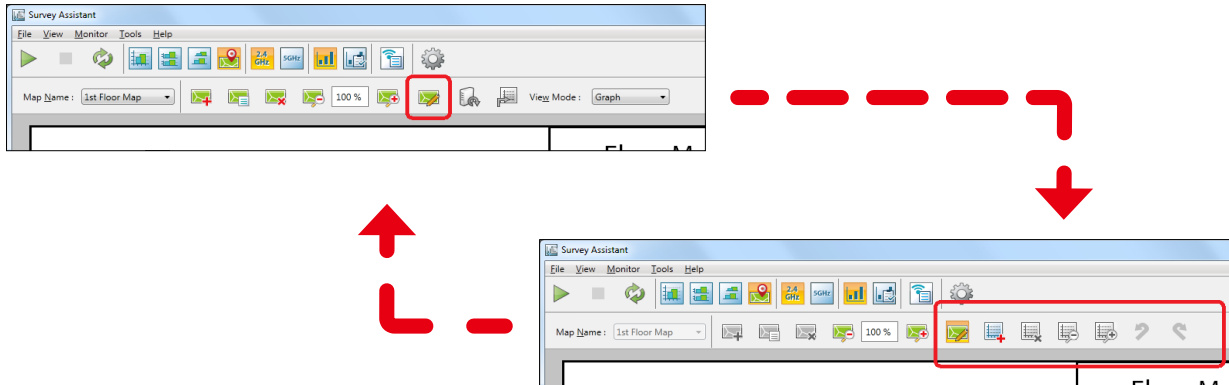 Survey Assistant
File View Monitor Tools Help
2.4 GHz 5GHz
Map Name : 1st Floor Map 100 % View Mode : Graph
Survey Assistant
File View Monitor Tools Help
2.4 GHz 5GHz
Map Name : 1st Floor Map 100 %